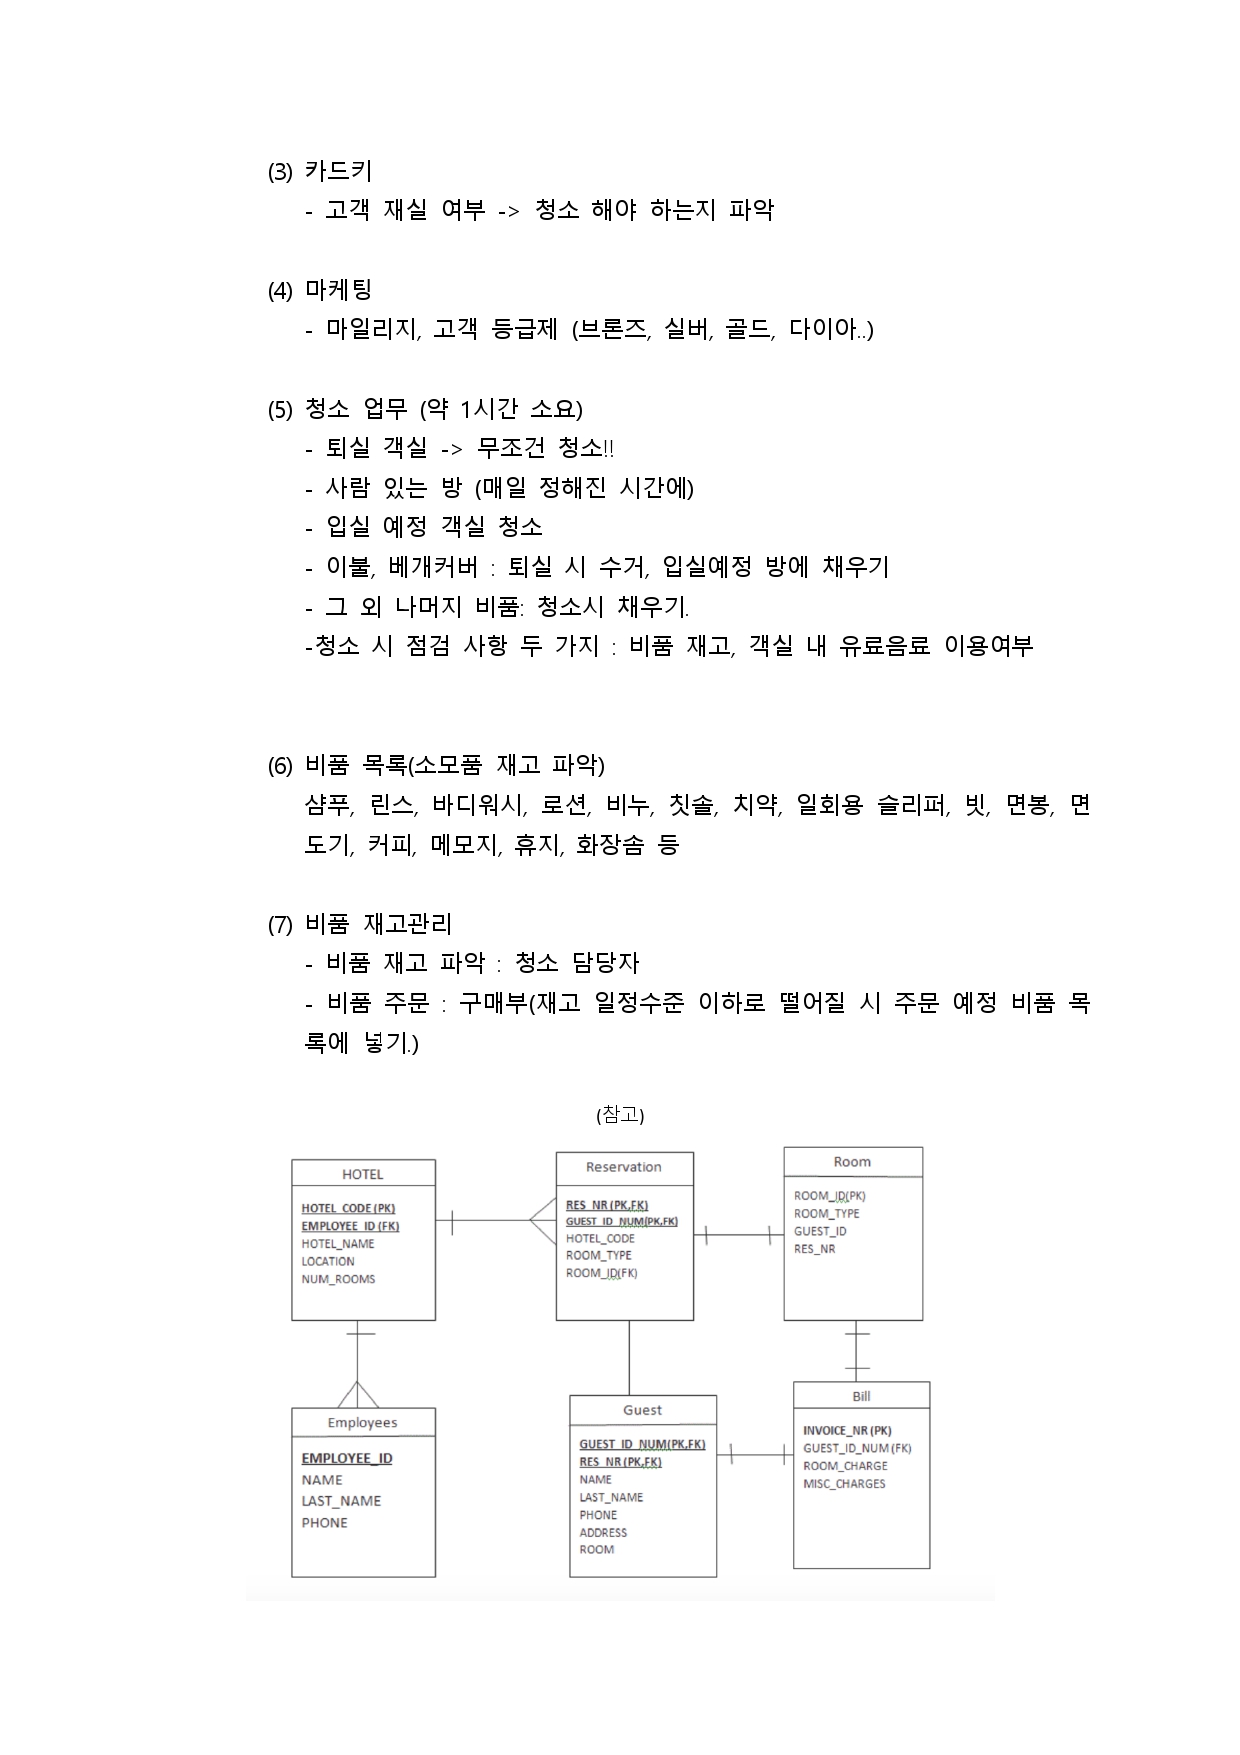 (3) 카드키
- 고객 재실 여부 -> 청소 해야 하는지 파악
(4) 마케팅
- 마일리지, 고객 등급제 (브론즈, 실버, 골드, 다이아..)
(5) 청소 업무 (약 1시간 소요)
- 퇴실 객실 -> 무조건 청소!!
- 사람 있는 방 (매일 정해진 시간에)
- 입실 예정 객실 청소
- 이불, 베개커버 : 퇴실 시 수거, 입실예정 방에 채우기
- 그 외 나머지 비품: 청소시 채우기.
-청소 시 점검 사항 두 가지 : 비품 재고, 객실 내 유료음료 이용여부
(6) 비품 목록(소모품 재고 파악)
샴푸, 린스, 바디워시, 로션, 비누, 칫솔, 치약, 일회용 슬리퍼, 빗, 면봉, 면
도기, 커피, 메모지, 휴지, 화장솜 등
(7) 비품 재고관리
- 비품 재고 파악 : 청소 담당자
- 비품 주문 : 구매부(재고 일정수준 이하로 떨어질 시 주문 예정 비품 목
록에 넣기.)
(참고)
HOTEL
HOTEL_CODE (PK)
EMPLOYEE_ID (FK)
HOTEL_NAME
LOCATION
NUM_ROOMS
Reservation
RES_NR (PK,FK)
GUEST_ID_NUM(PK,FK)
HOTEL_CODE
ROOM_TYPE
ROOM_ID(FK)
Room
ROOM_ID(PK)
ROOM_TYPE
GUEST_ID
RES_NR
Employees
EMPLOYEE_ID
NAME
LAST_NAME
PHONE
Guest
GUEST_ID_NUM(PK,FK)
RES_NR (PK,FK)
NAME
LAST_NAME
PHONE
ADDRESS
ROOM
Bill
INVOICE_NR (PK)
GUEST_ID_NUM (FK)
ROOM_CHARGE
MISC_CHARGES